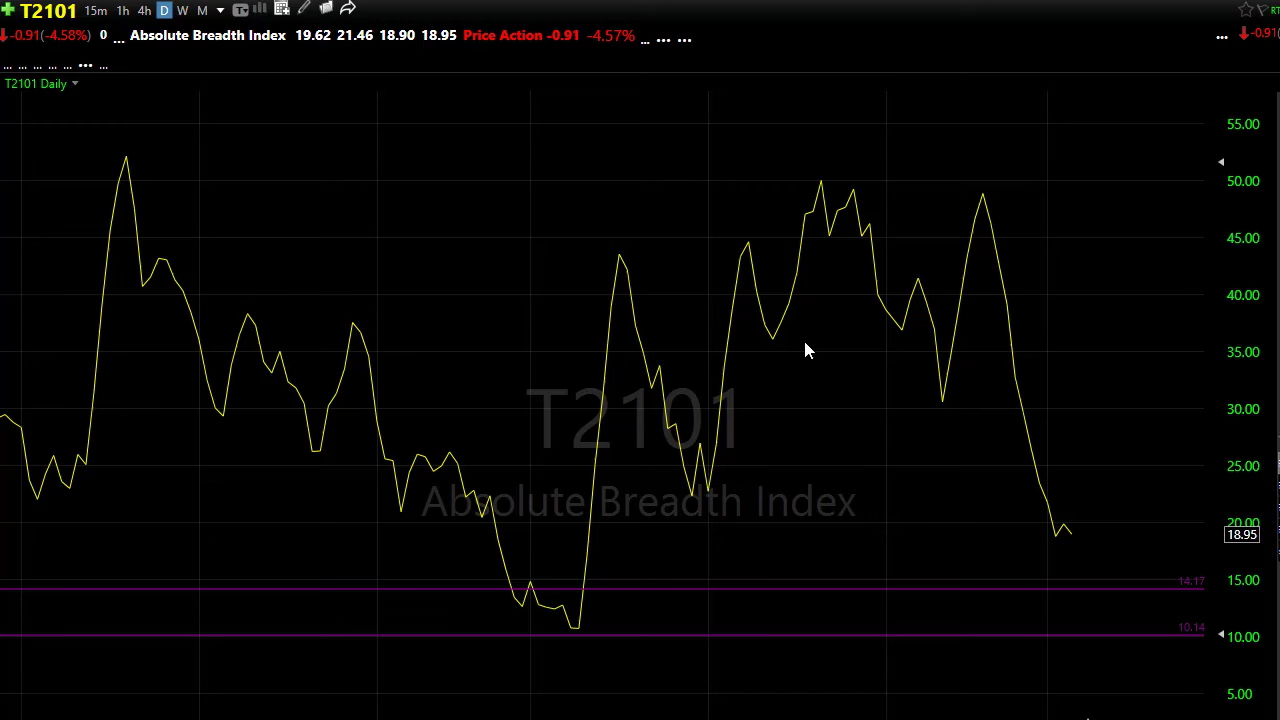 T2101 15m 1h 4h D W M T RT
-0.91(-4.58%) 0 ... Absolute Breadth Index 19.62 21.46 18.90 18.95 Price Action -0.91 -4.57% ... ... ... ... -0.91(
... ... ... ... ... ... ...
T2101 Daily
55.00
50.00
45.00
40.00
35.00
30.00
25.00
20.00
18.95
15.00
10.00
5.00
14.17
10.14
T2101
Absolute Breadth Index